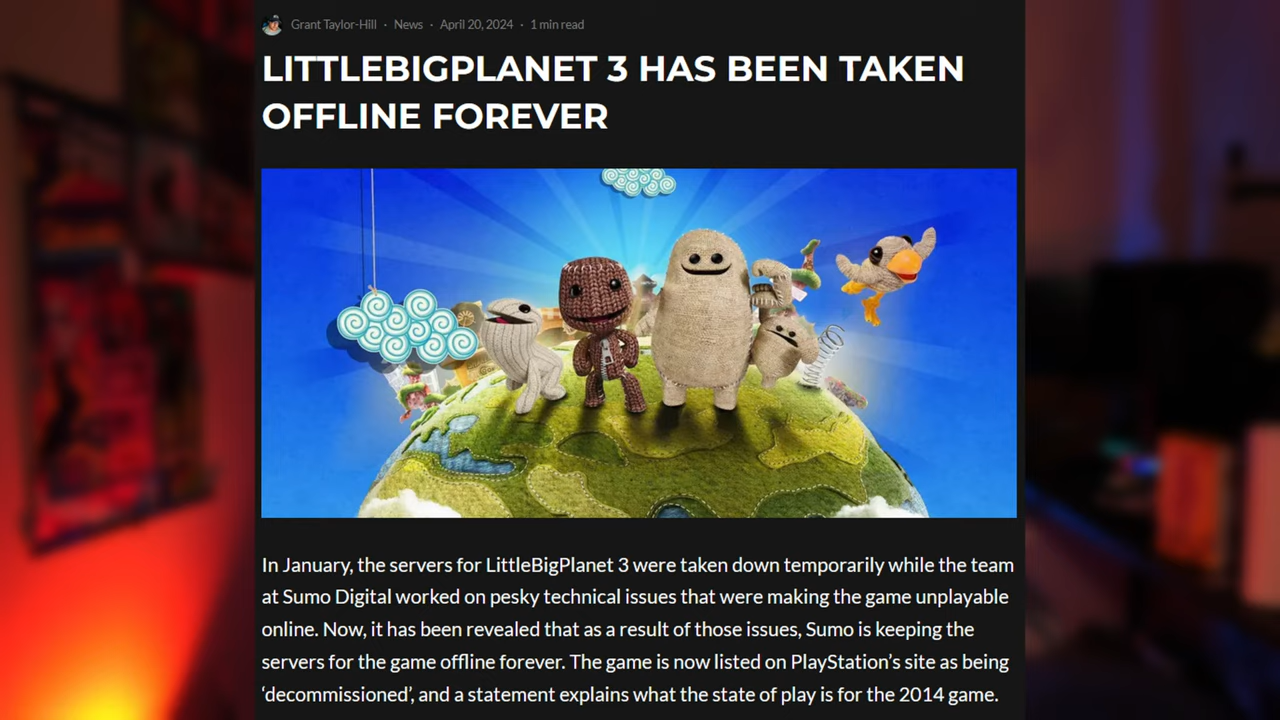 Grant Taylor-Hill · News · April 20, 2024 · 1 min read
LITTLEBIGPLANET 3 HAS BEEN TAKEN
OFFLINE FOREVER
In January, the servers for LittleBigPlanet 3 were taken down temporarily while the team
at Sumo Digital worked on pesky technical issues that were making the game unplayable
online. Now, it has been revealed that as a result of those issues, Sumo is keeping the
servers for the game offline forever. The game is now listed on PlayStation’s site as being
‘decommissioned’, and a statement explains what the state of play is for the 2014 game.